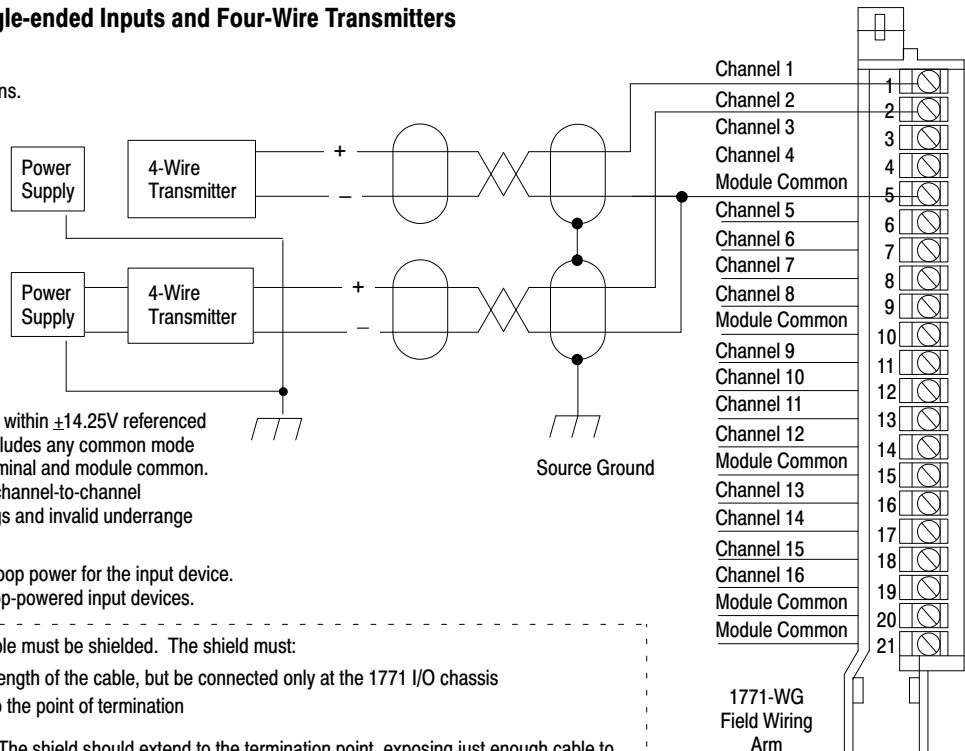 gle-ended Inputs and Four-Wire Transmitters
ns.
Power
Supply
4-Wire
Transmitter
+
–
Power
Supply
4-Wire
Transmitter
+
–
within ±14.25V referenced
cludes any common mode
minal and module common.
channel-to-channel
gs and invalid underrange
oop power for the input device.
op-powered input devices.
Source Ground
ble must be shielded. The shield must:
ength of the cable, but be connected only at the 1771 I/O chassis
o the point of termination
The shield should extend to the termination point, exposing just enough cable to
Channel 1
Channel 2
Channel 3
Channel 4
Module Common
Channel 5
Channel 6
Channel 7
Channel 8
Module Common
Channel 9
Channel 10
Channel 11
Channel 12
Module Common
Channel 13
Channel 14
Channel 15
Channel 16
Module Common
Module Common
1
2
3
4
5
6
7
8
9
10
11
12
13
14
15
16
17
18
19
20
21
1771-WG
Field Wiring
Arm